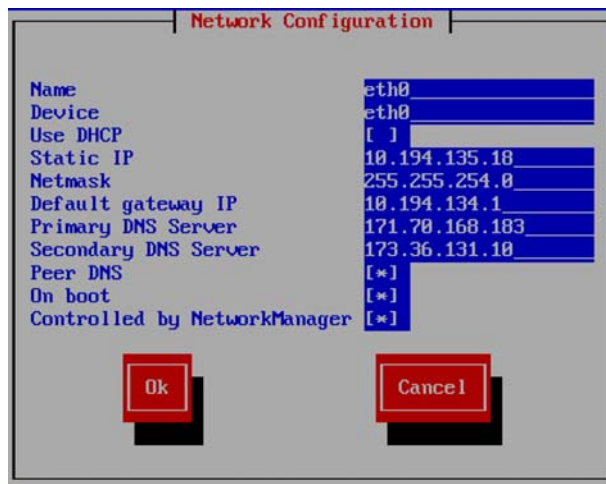 Network Configuration
Name eth0
Device eth0
Use DHCP [ ]
Static IP 10.194.135.18
Netmask 255.255.254.0
Default gateway IP 10.194.134.1
Primary DNS Server 171.70.168.183
Secondary DNS Server 173.36.131.10
Peer DNS [*]
On boot [*]
Controlled by NetworkManager [*]
Ok Cancel